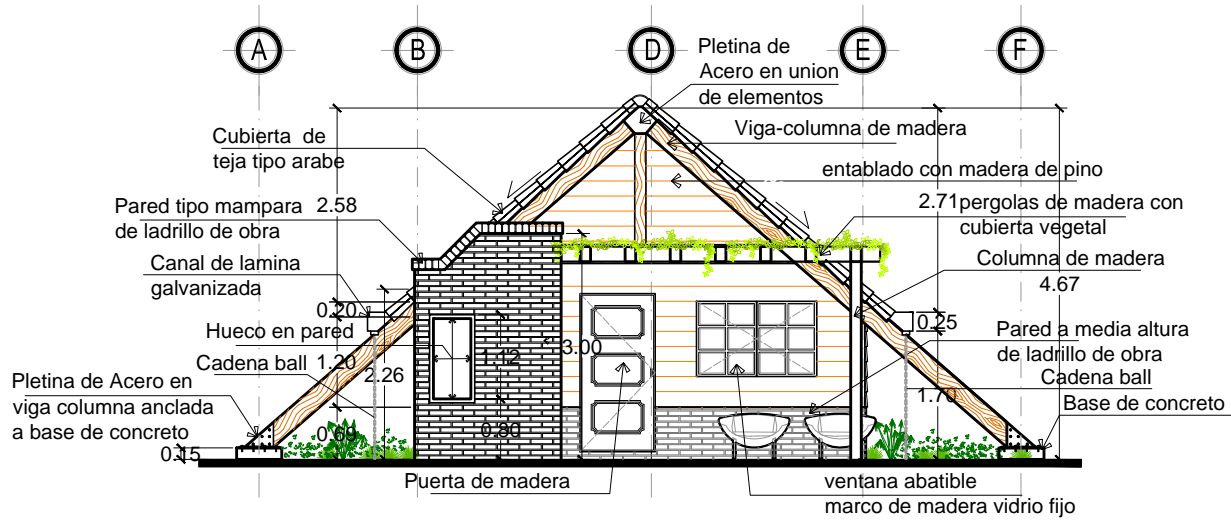 A B D E F
Pletina de
Acero en union
de elementos
Cubierta de
teja tipo arabe
Viga-columna de madera
entablado con madera de pino
Pared tipo mampara
de ladrillo de obra
2.58
2.71
pergolas de madera con
cubierta vegetal
Canal de lamina
galvanizada
Columna de madera
4.67
0.20
Hueco en pared
0.25
Pared a media altura
de ladrillo de obra
3.00
1.12
Cadena ball
1.20
2.26
Cadena ball
1.70
Pletina de Acero en
viga columna anclada
a base de concreto
Base de concreto
0.69
0.80
0.15
Puerta de madera
ventana abatible
marco de madera vidrio fijo